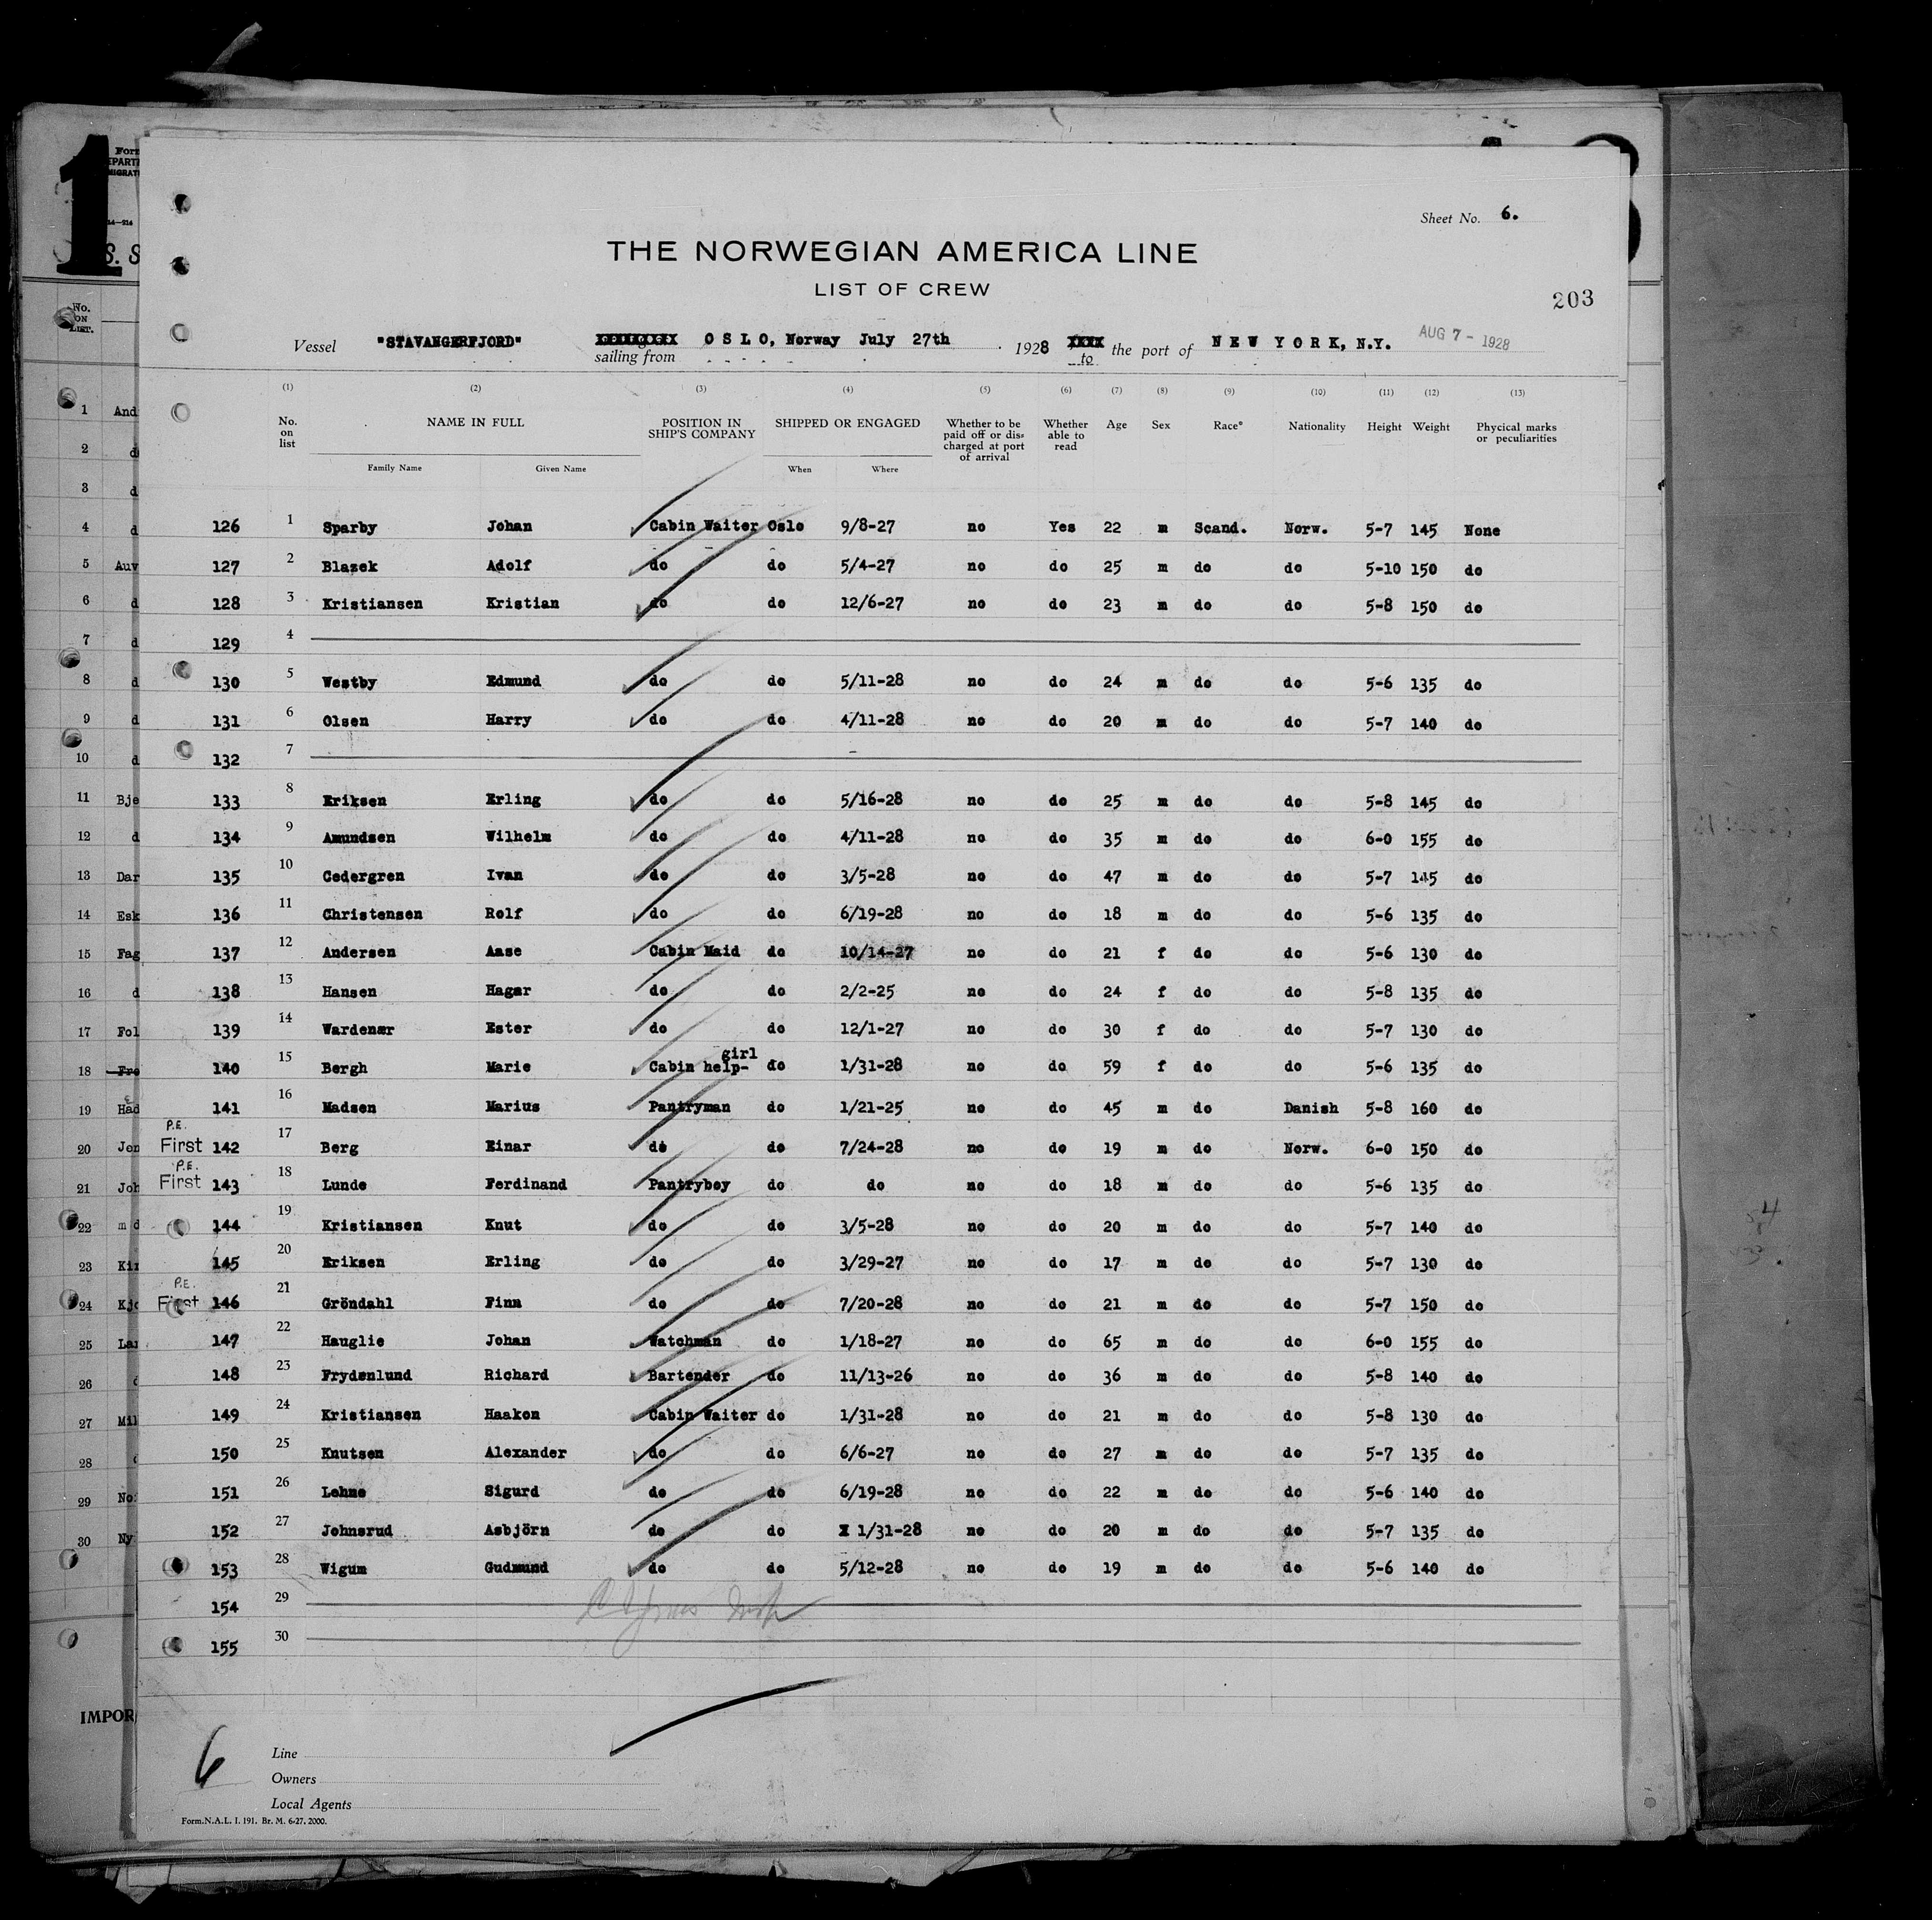 Sheet No. 6.
THE NORWEGIAN AMERICA LINE
LIST OF CREW
203
Vessel "STAVANGERFJORD" sailing from O S L O, Norway July 27th 1928 to the port of N E W Y O R K, N.Y. AUG 7 - 1928
(1) (2) (3) (4) (5) (6) (7) (8) (9) (10) (11) (12) (13)
No. on list NAME IN FULL POSITION IN SHIP'S COMPANY SHIPPED OR ENGAGED Whether to be paid off or dis-charged at port of arrival Whether able to read Age Sex Race* Nationality Height Weight Phycical marks or peculiarities
Family Name Given Name When Where
126 1 Sparby Johan Cabin Waiter Oslo 9/8-27 no Yes 22 m Scand. Norw. 5-7 145 None
127 2 Blazek Adolf do do 5/4-27 no do 25 m do do 5-10 150 do
128 3 Kristiansen Kristian do do 12/6-27 no do 23 m do do 5-8 150 do
129 4
130 5 Westby Edmund do do 5/11-28 no do 24 m do do 5-6 135 do
131 6 Olsen Harry do do 4/11-28 no do 20 m do do 5-7 140 do
132 7
133 8 Eriksen Erling do do 5/16-28 no do 25 m do do 5-8 145 do
134 9 Amundsen Wilhelm do do 4/11-28 no do 35 m do do 6-0 155 do
135 10 Cedergren Ivan do do 3/5-28 no do 47 m do do 5-7 145 do
136 11 Christensen Rolf do do 6/19-28 no do 18 m do do 5-6 135 do
137 12 Andersen Aase Cabin Maid do 10/14-27 no do 21 f do do 5-6 130 do
138 13 Hansen Hagar do do 2/2-25 no do 24 f do do 5-8 135 do
139 14 Wardenær Ester do do 12/1-27 no do 30 f do do 5-7 130 do
140 15 Bergh Marie Cabin help-girl do 1/31-28 no do 59 f do do 5-6 135 do
141 16 Madsen Marius Pantryman do 1/21-25 no do 45 m do Danish 5-8 160 do
P.E. First 142 17 Berg Einar do do 7/24-28 no do 19 m do Norw. 6-0 150 do
P.E. First 143 18 Lunde Ferdinand Pantryboy do do no do 18 m do do 5-6 135 do
144 19 Kristiansen Knut do do 3/5-28 no do 20 m do do 5-7 140 do
145 20 Eriksen Erling do do 3/29-27 no do 17 m do do 5-7 130 do
P.E. First 146 21 Gröndahl Finn do do 7/20-28 no do 21 m do do 5-7 150 do
147 22 Hauglie Johan Watchman do 1/18-27 no do 65 m do do 6-0 155 do
148 23 Frydenlund Richard Bartender do 11/13-26 no do 36 m do do 5-8 140 do
149 24 Kristiansen Haakon Cabin Waiter do 1/31-28 no do 21 m do do 5-8 130 do
150 25 Knutsen Alexander do do 6/6-27 no do 27 m do do 5-7 135 do
151 26 Lehne Sigurd do do 6/19-28 no do 22 m do do 5-6 140 do
152 27 Johnsrud Asbjörn do do X 1/31-28 no do 20 m do do 5-7 135 do
153 28 Wigum Gudmund do do 5/12-28 no do 19 m do do 5-6 140 do
154 29
155 30
6
Line
Owners
Local Agents
Form.N.A.L. I. 191. Br. M. 6-27. 2000.